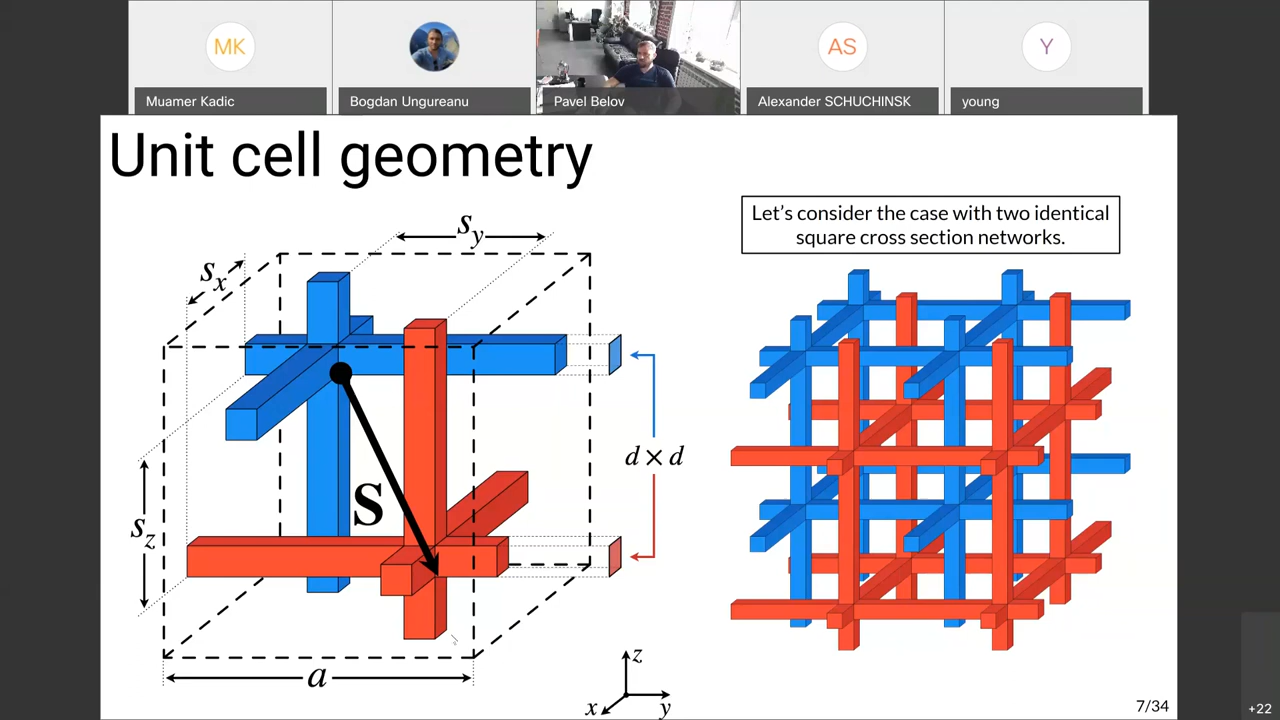 MK
AS
Y
Muamer Kadic
Bogdan Ungureanu
Pavel Belov
Alexander SCHUCHINSK
young
Unit cell geometry
Let's consider the case with two identical
square cross section networks.
sy
sx
d × d
S
sz
a
z
x
y
7/34
+22